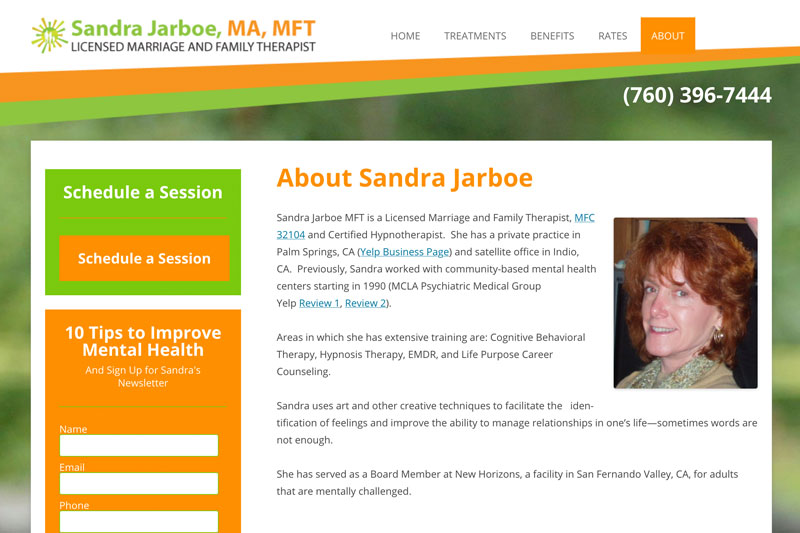 Sandra Jarboe, MA, MFT
LICENSED MARRIAGE AND FAMILY THERAPIST
HOME TREATMENTS BENEFITS RATES ABOUT
(760) 396-7444
Schedule a Session
Schedule a Session
10 Tips to Improve
Mental Health
And Sign Up for Sandra's
Newsletter
Name
Email
Phone
About Sandra Jarboe
Sandra Jarboe MFT is a Licensed Marriage and Family Therapist, MFC
32104 and Certified Hypnotherapist.  She has a private practice in
Palm Springs, CA (Yelp Business Page) and satellite office in Indio,
CA.  Previously, Sandra worked with community-based mental health
centers starting in 1990 (MCLA Psychiatric Medical Group
Yelp Review 1, Review 2).
Areas in which she has extensive training are: Cognitive Behavioral
Therapy, Hypnosis Therapy, EMDR, and Life Purpose Career
Counseling.
Sandra uses art and other creative techniques to facilitate the   iden-
tification of feelings and improve the ability to manage relationships in one's life—sometimes words are
not enough.
She has served as a Board Member at New Horizons, a facility in San Fernando Valley, CA, for adults
that are mentally challenged.